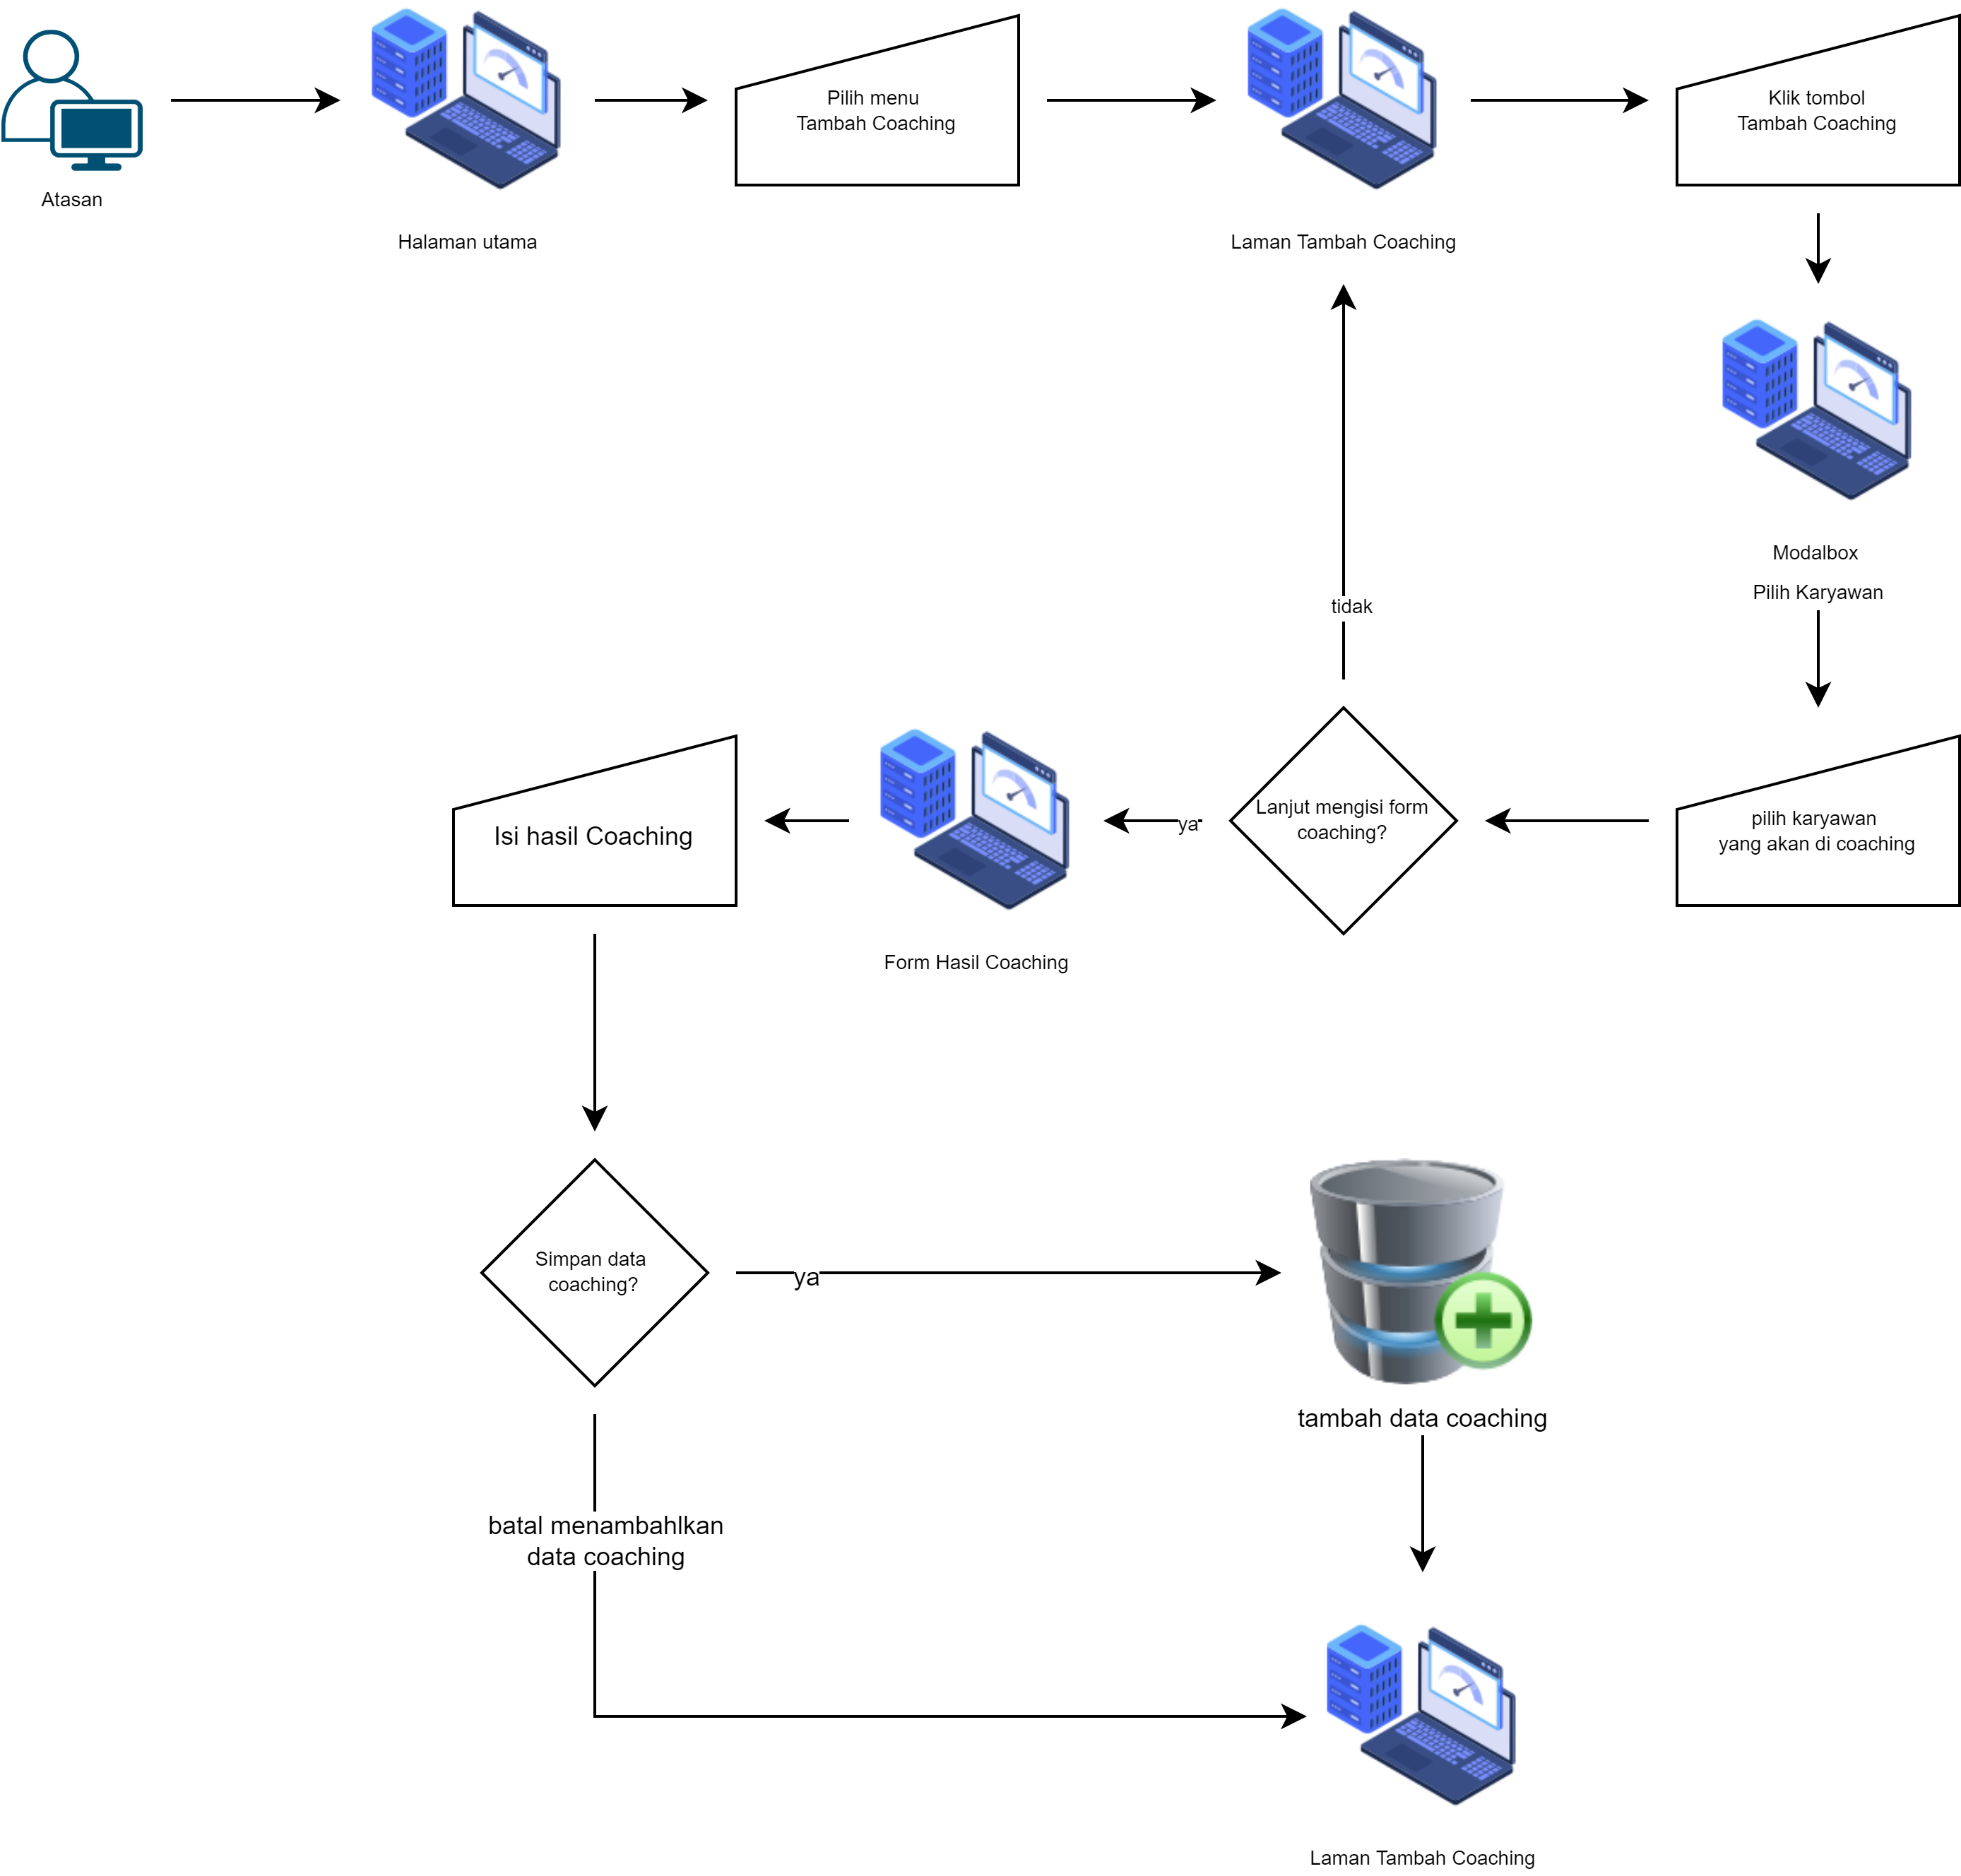 Pilih menu
Tambah Coaching
Klik tombol
Tambah Coaching
Atasan
Halaman utama
Laman Tambah Coaching
Modalbox
Pilih Karyawan
tidak
Isi hasil Coaching
ya
Lanjut mengisi form
coaching?
pilih karyawan
yang akan di coaching
Form Hasil Coaching
Simpan data
coaching?
ya
tambah data coaching
batal menambahlkan
data coaching
Laman Tambah Coaching